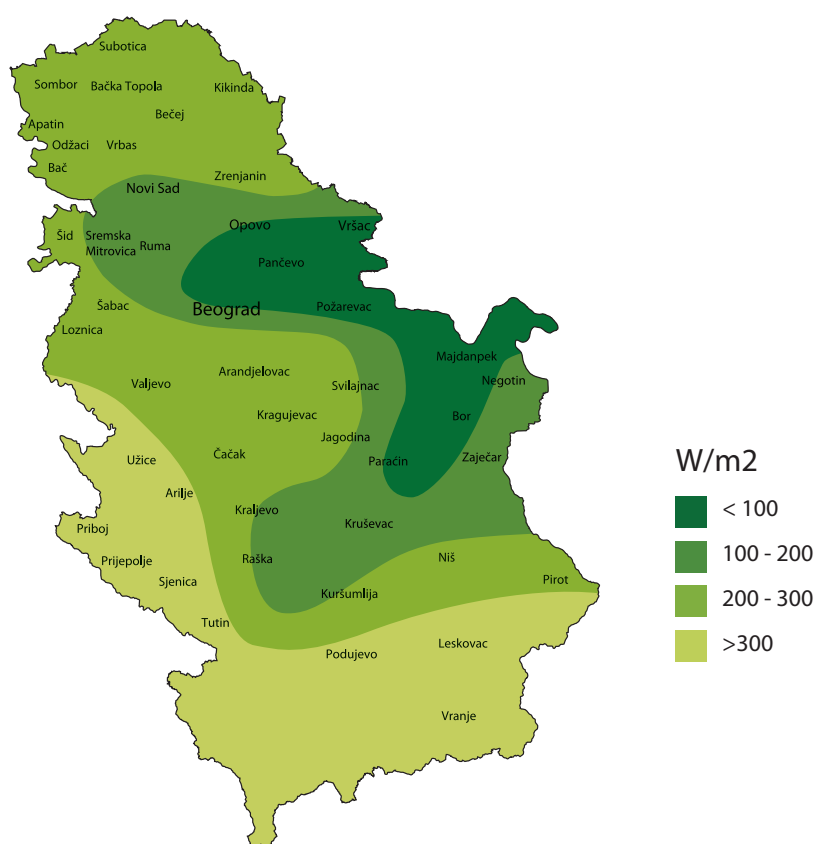 Subotica
Sombor
Bačka Topola
Kikinda
Bečej
Apatin
Odžaci
Vrbas
Bač
Zrenjanin
Novi Sad
Opovo
Vršac
Šid
Sremska
Mitrovica
Ruma
Pančevo
Šabac
Beograd
Požarevac
Loznica
Majdanpek
Arandjelovac
Valjevo
Svilajnac
Negotin
Kragujevac
Bor
Jagodina
Čačak
Užice
Paraćin
Zaječar
W/m2
Arilje
Kraljevo
< 100
Priboj
Kruševac
100 - 200
Prijepolje
Raška
Niš
Sjenica
Kuršumlija
Pirot
200 - 300
Tutin
Podujevo
Leskovac
>300
Vranje